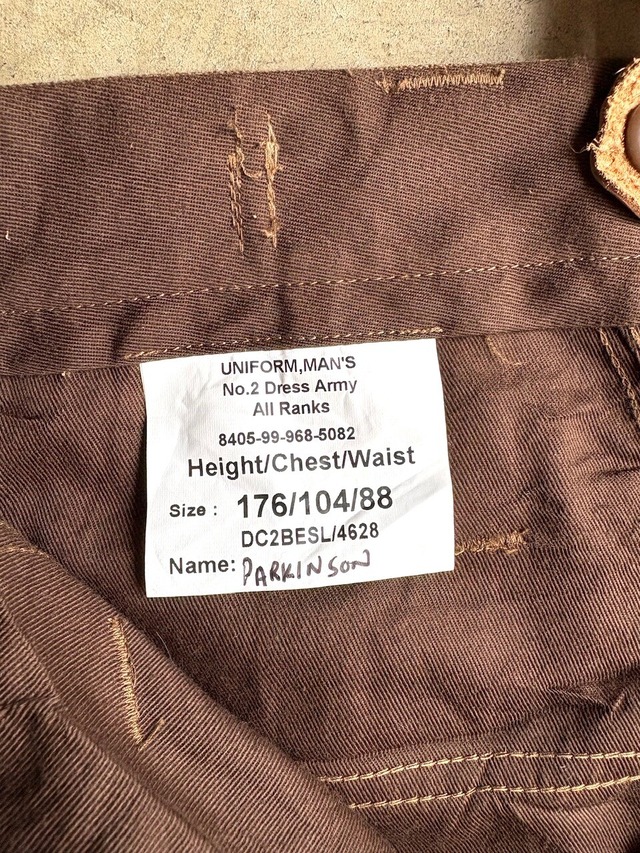 UNIFORM,MAN'S
No.2 Dress Army
All Ranks
8405-99-968-5082
Height/Chest/Waist
Size : 176/104/88
DC2BESL/4628
Name: PARKINSON